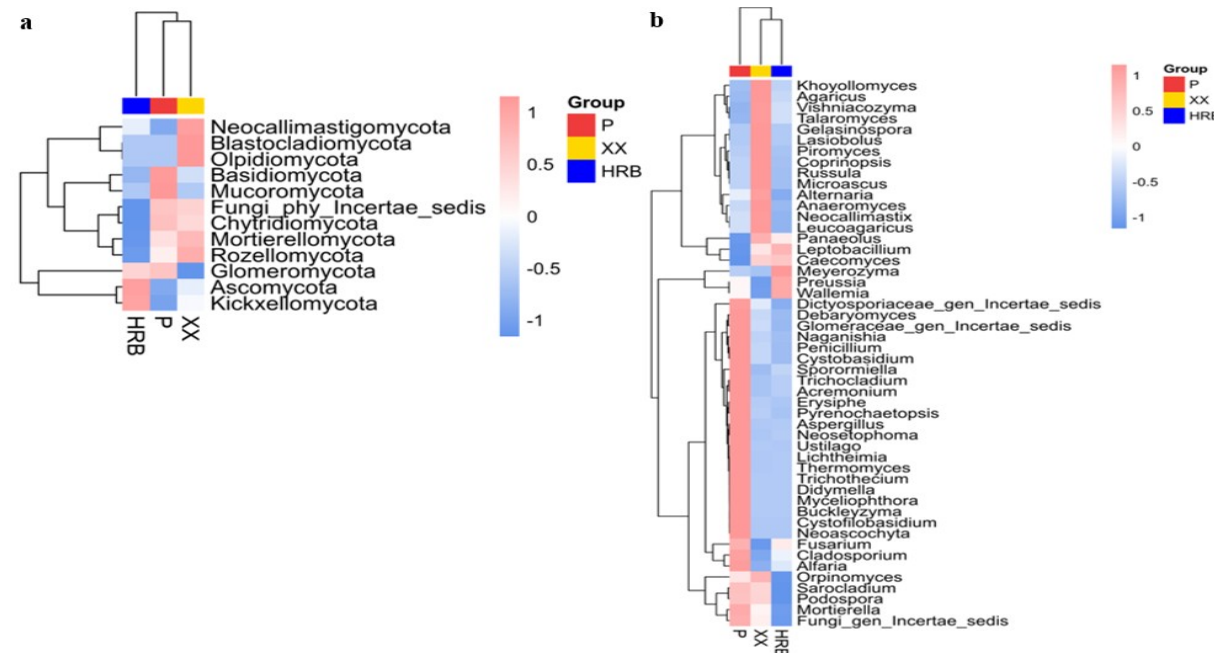 a
Neocallimastigomycota
Blastocladiomycota
Olpidiomycota
Basidiomycota
Mucoromycota
Fungi_phy_Incertae_sedis
Chytridiomycota
Mortierellomycota
Rozellomycota
Glomeromycota
Ascomycota
Kickxellomycota
HRB
P
XX
1
0.5
0
-0.5
-1
Group
P
XX
HRB
b
Khoyollomyces
Agaricus
Vishniacozyma
Talaromyces
Gelasinospora
Lasiobolus
Piromyces
Coprinopsis
Russula
Microascus
Alternaria
Anaeromyces
Neocallimastix
Leucoagaricus
Panaeolus
Leptobacillium
Caecomyces
Meyerozyma
Preussia
Wallemia
Dictyosporiaceae_gen_Incertae_sedis
Debaryomyces
Glomeraceae_gen_Incertae_sedis
Naganishia
Penicillium
Cystobasidium
Sporormiella
Trichocladium
Acremonium
Erysiphe
Pyrenochaetopsis
Aspergillus
Neosetophoma
Ustilago
Lichtheimia
Thermomyces
Trichothecium
Didymella
Myceliophthora
Buckleyzyma
Cystofilobasidium
Neoascochyta
Fusarium
Cladosporium
Alfaria
Orpinomyces
Sarocladium
Podospora
Mortierella
Fungi_gen_Incertae_sedis
P
XX
HRB
1
0.5
0
-0.5
-1
Group
P
XX
HRB